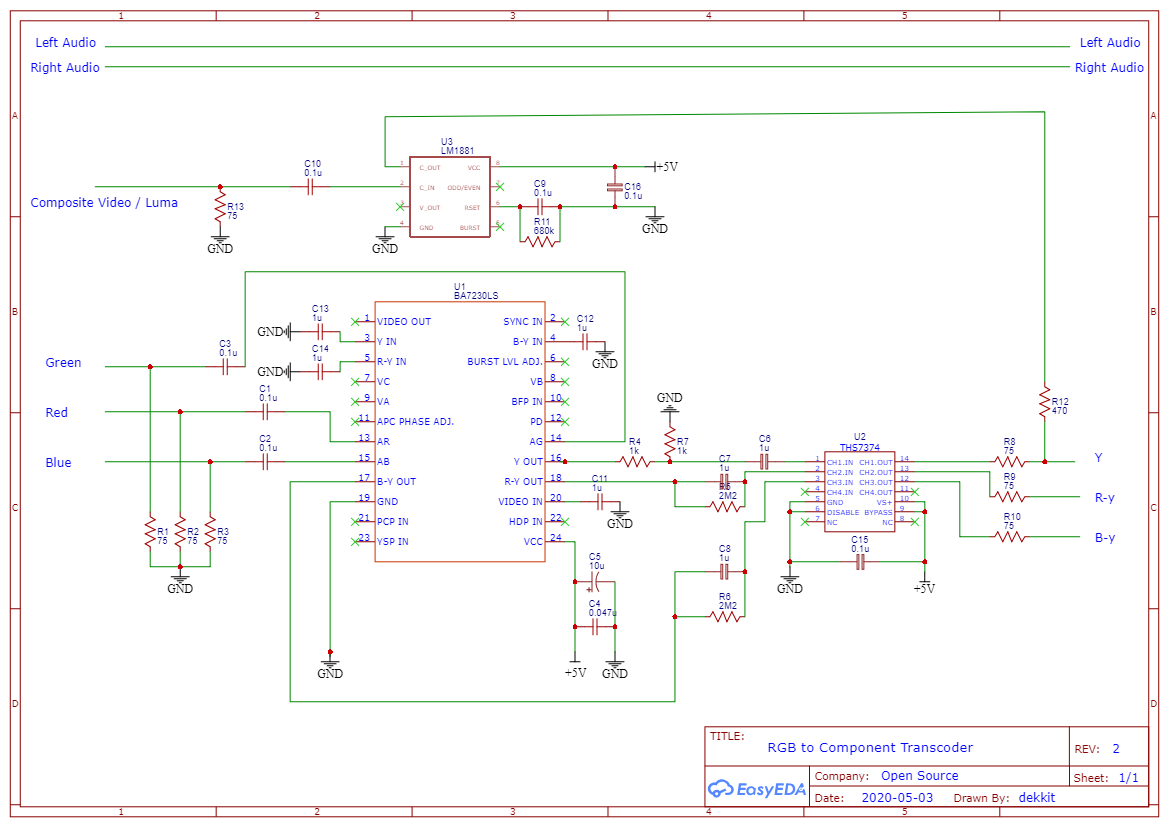 1 2 3 4 5
Left Audio Left Audio
Right Audio Right Audio
A A
U3
LM1881
1 C_OUT VCC 8
2 C_IN ODD/EVEN 7
3 V_OUT RSET 6
4 GND BURST 5
+5V
C10
0.1u
C9
0.1u
C16
0.1u
R11
680k
GND
Composite Video / Luma
R13
75
GND
GND
B B
U1
BA7230LS
1 VIDEO OUT SYNC IN 2
3 Y IN B-Y IN 4
5 R-Y IN BURST LVL ADJ. 6
7 VC VB 8
9 VA BFP IN 10
11 APC PHASE ADJ. PD 12
13 AR AG 14
15 AB Y OUT 16
17 B-Y OUT R-Y OUT 18
19 GND VIDEO IN 20
21 PCP IN HDP IN 22
23 YSP IN VCC 24
C13
1u
GND
C14
1u
GND
C12
1u
GND
Green
C3
0.1u
Red
C1
0.1u
Blue
C2
0.1u
R1
75
R2
75
R3
75
GND
GND
GND
R7
1k
R4
1k
C6
1u
C7
1u
R5
2M2
C11
1u
GND
C5
10u
+
C4
0.047u
+5V
GND
C8
1u
R6
2M2
U2
THS7374
1 CH1.IN CH1.OUT 14
2 CH2.IN CH2.OUT 13
3 CH3.IN CH3.OUT 12
4 CH4.IN CH4.OUT 11
5 GND VS+ 10
6 DISABLE BYPASS 9
7 NC NC 8
C15
0.1u
GND
+5V
R12
470
R8
75
Y
R9
75
R-y
R10
75
B-y
C C
D D
TITLE:
RGB to Component Transcoder
REV: 2
EasyEDA
Company: Open Source
Sheet: 1/1
Date: 2020-05-03 Drawn By: dekkit
1 2 3 4 5